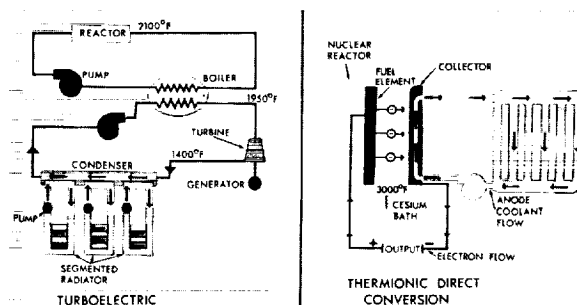 REACTOR
2100°F
PUMP
BOILER
1950°F
TURBINE
1400°F
CONDENSER
GENERATOR
PUMP
SEGMENTED
RADIATOR
TURBOELECTRIC
NUCLEAR
REACTOR
FUEL
ELEMENT
COLLECTOR
3000°F
CESIUM
BATH
ANODE
COOLANT
FLOW
OUTPUT
ELECTRON FLOW
THERMIONIC DIRECT
CONVERSION